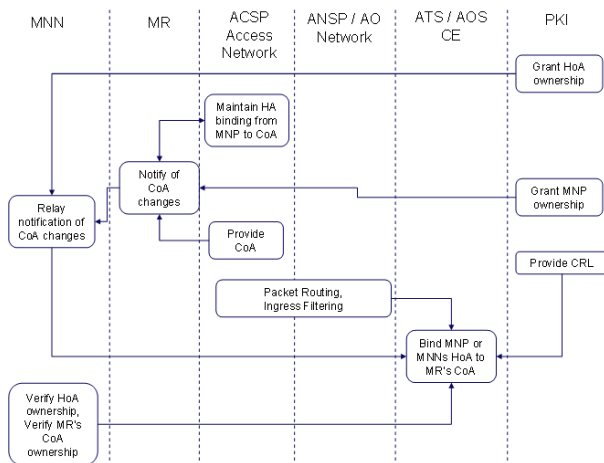 MNN
MR
ACSP
Access
Network
ANSP / AO
Network
ATS / AOS
CE
PKI
Grant HoA
ownership
Maintain HA
binding from
MNP to CoA
Notify of
CoA
changes
Grant MNP
ownership
Relay
notification of
CoA changes
Provide
CoA
Provide CRL
Packet Routing,
Ingress Filtering
Bind MNP or
MNNs HoA to
MR's CoA
Verify HoA
ownership,
Verify MR's
CoA
ownership